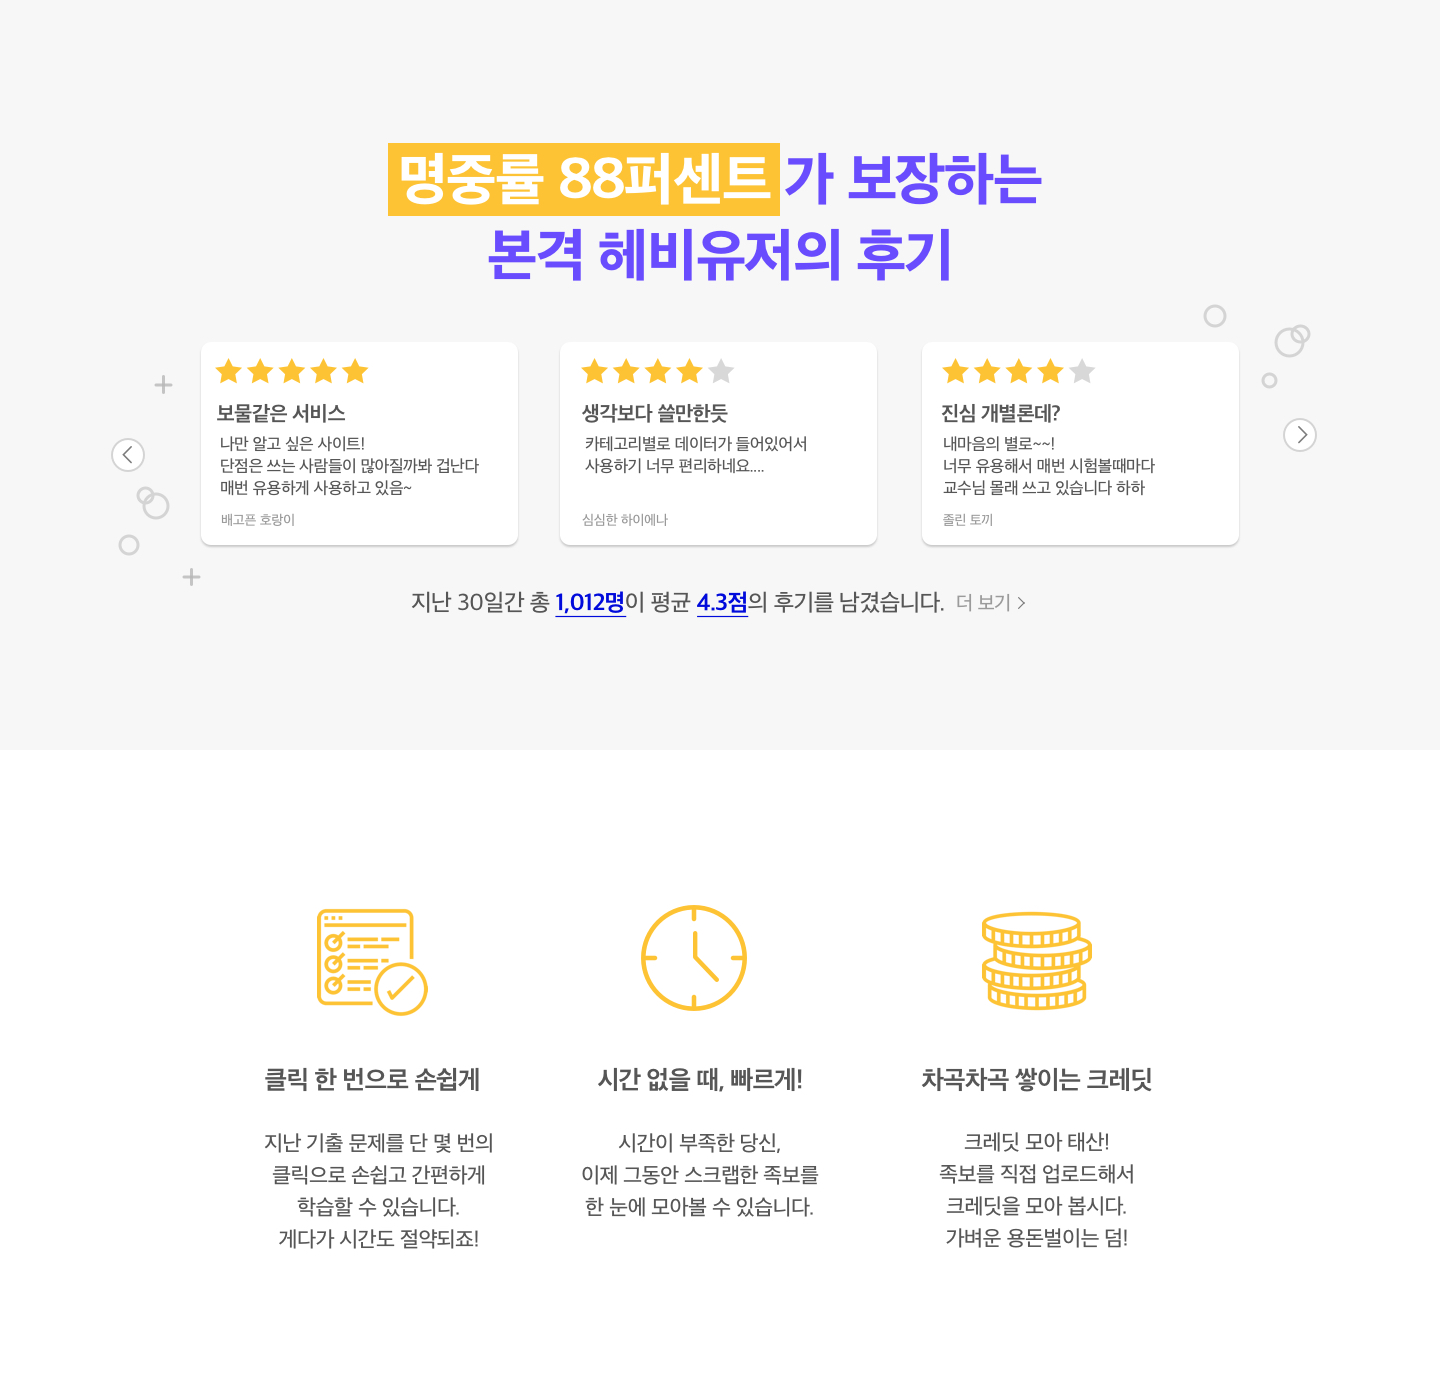 명중률 88퍼센트가 보장하는
본격 헤비유저의 후기
보물같은 서비스
나만 알고 싶은 사이트!
단점은 쓰는 사람들이 많아질까봐 겁난다
매번 유용하게 사용하고 있음~
배고픈 호랑이
생각보다 쓸만한듯
카테고리별로 데이터가 들어있어서
사용하기 너무 편리하네요....
심심한 하이에나
진심 개별론데?
내마음의 별로~~!
너무 유용해서 매번 시험볼때마다
교수님 몰래 쓰고 있습니다 하하
졸린 토끼
지난 30일간 총 1,012명이 평균 4.3점의 후기를 남겼습니다. 더 보기 >
클릭 한 번으로 손쉽게
지난 기출 문제를 단 몇 번의
클릭으로 손쉽고 간편하게
학습할 수 있습니다.
게다가 시간도 절약되죠!
시간 없을 때, 빠르게!
시간이 부족한 당신,
이제 그동안 스크랩한 족보를
한 눈에 모아볼 수 있습니다.
차곡차곡 쌓이는 크레딧
크레딧 모아 태산!
족보를 직접 업로드해서
크레딧을 모아 봅시다.
가벼운 용돈벌이는 덤!